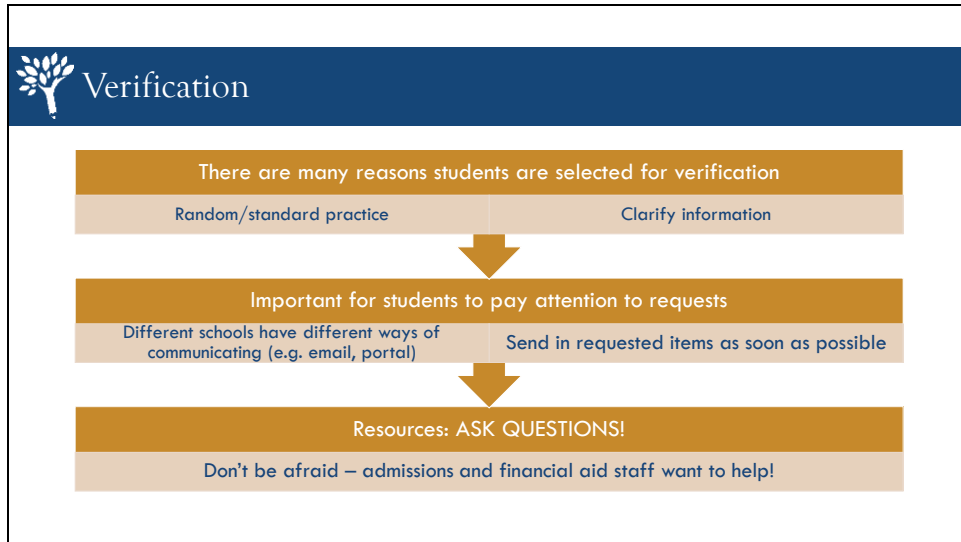 Verification
There are many reasons students are selected for verification
Random/standard practice
Clarify information
Important for students to pay attention to requests
Different schools have different ways of
communicating (e.g. email, portal)
Send in requested items as soon as possible
Resources: ASK QUESTIONS!
Don't be afraid – admissions and financial aid staff want to help!